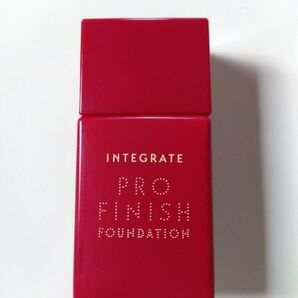 INTEGRATE
PRO
FINISH
FOUNDATION